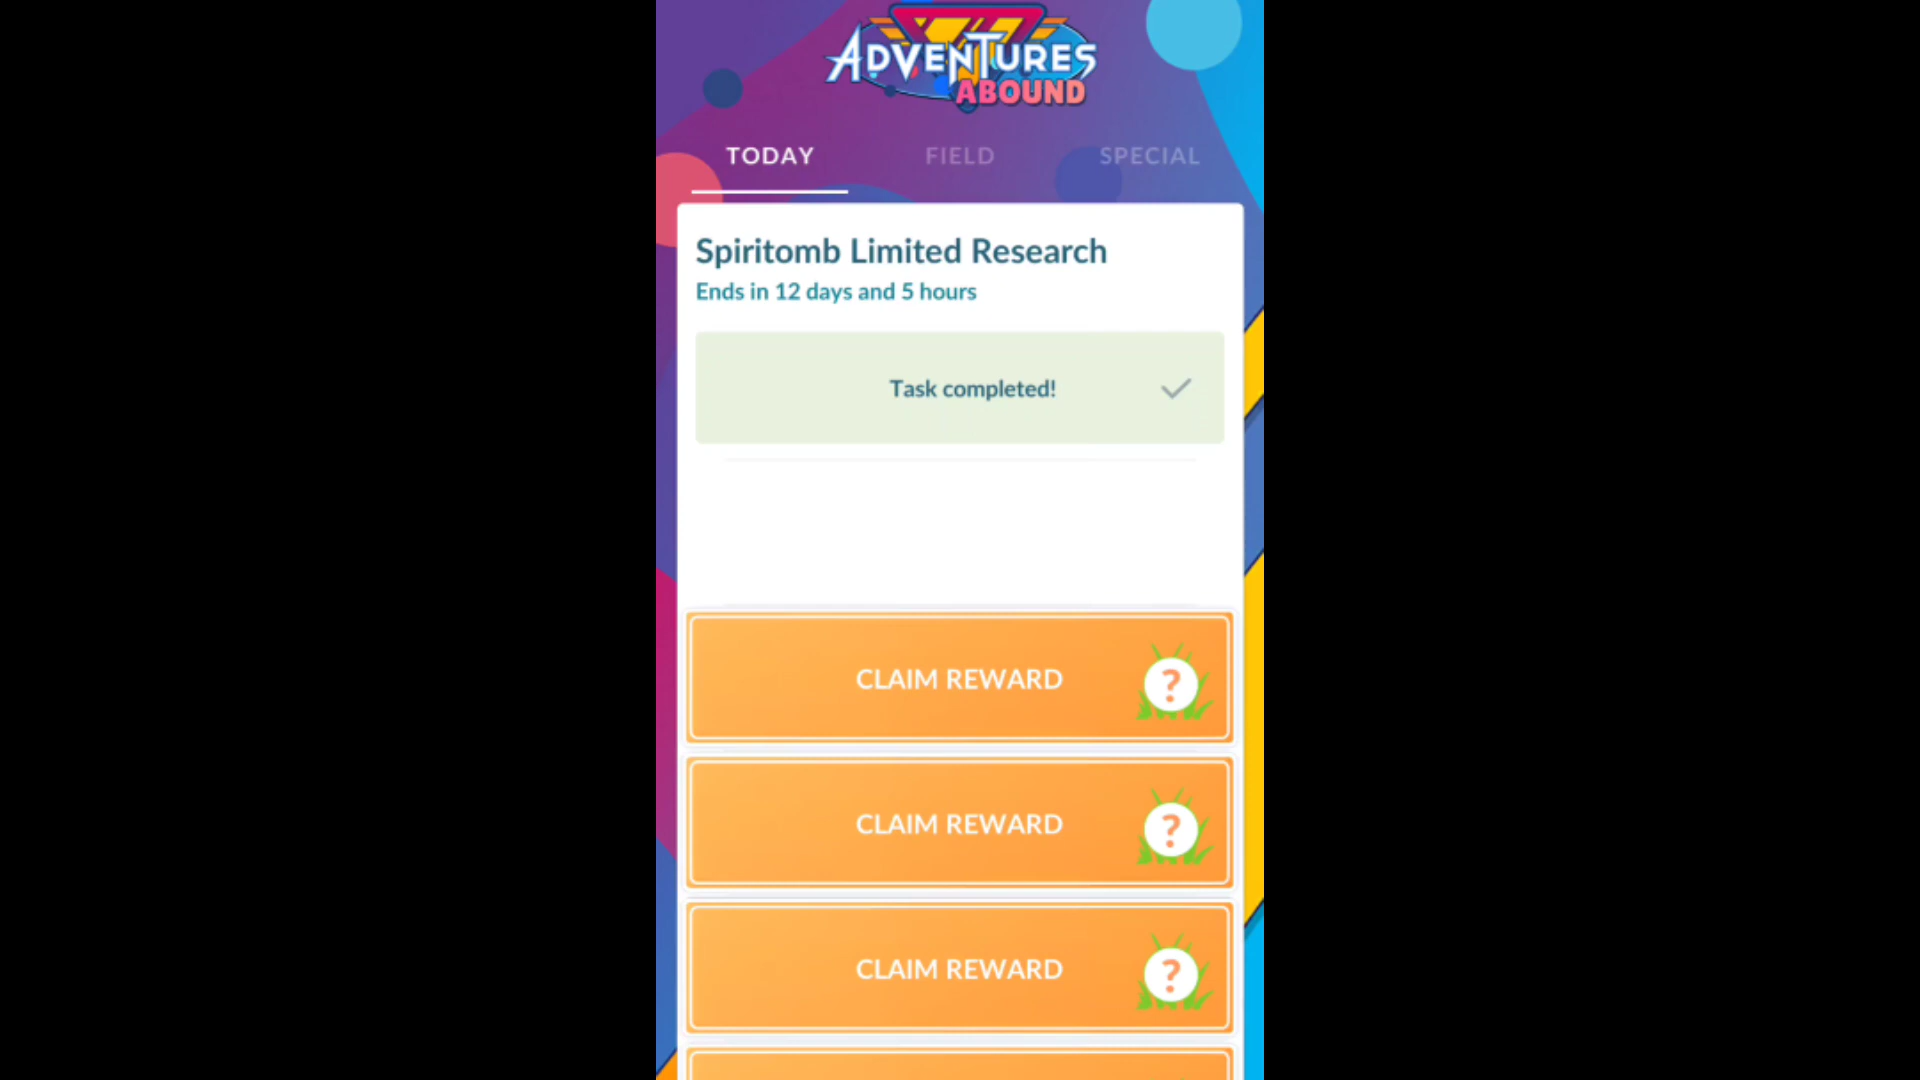 ADVENTURES
ABOUND
TODAY FIELD SPECIAL
Spiritomb Limited Research
Ends in 12 days and 5 hours
Task completed!
CLAIM REWARD ?
CLAIM REWARD ?
CLAIM REWARD ?